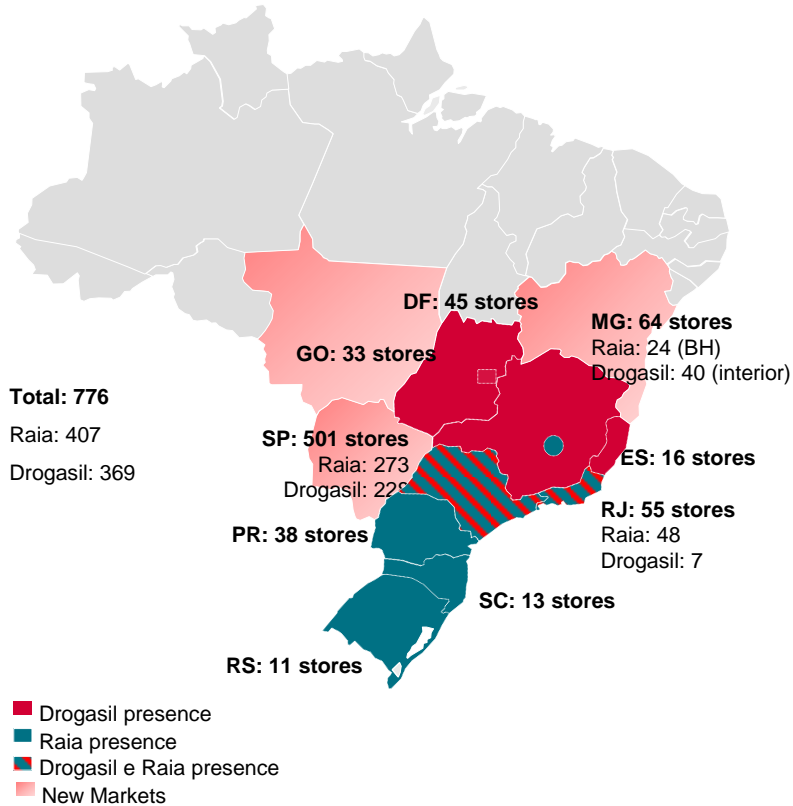 DF: 45 stores
MG: 64 stores
Raia: 24 (BH)
Drogasil: 40 (interior)
GO: 33 stores
Total: 776
Raia: 407
Drogasil: 369
SP: 501 stores
Raia: 273
Drogasil: 228
ES: 16 stores
RJ: 55 stores
Raia: 48
Drogasil: 7
PR: 38 stores
SC: 13 stores
RS: 11 stores
Drogasil presence
Raia presence
Drogasil e Raia presence
New Markets